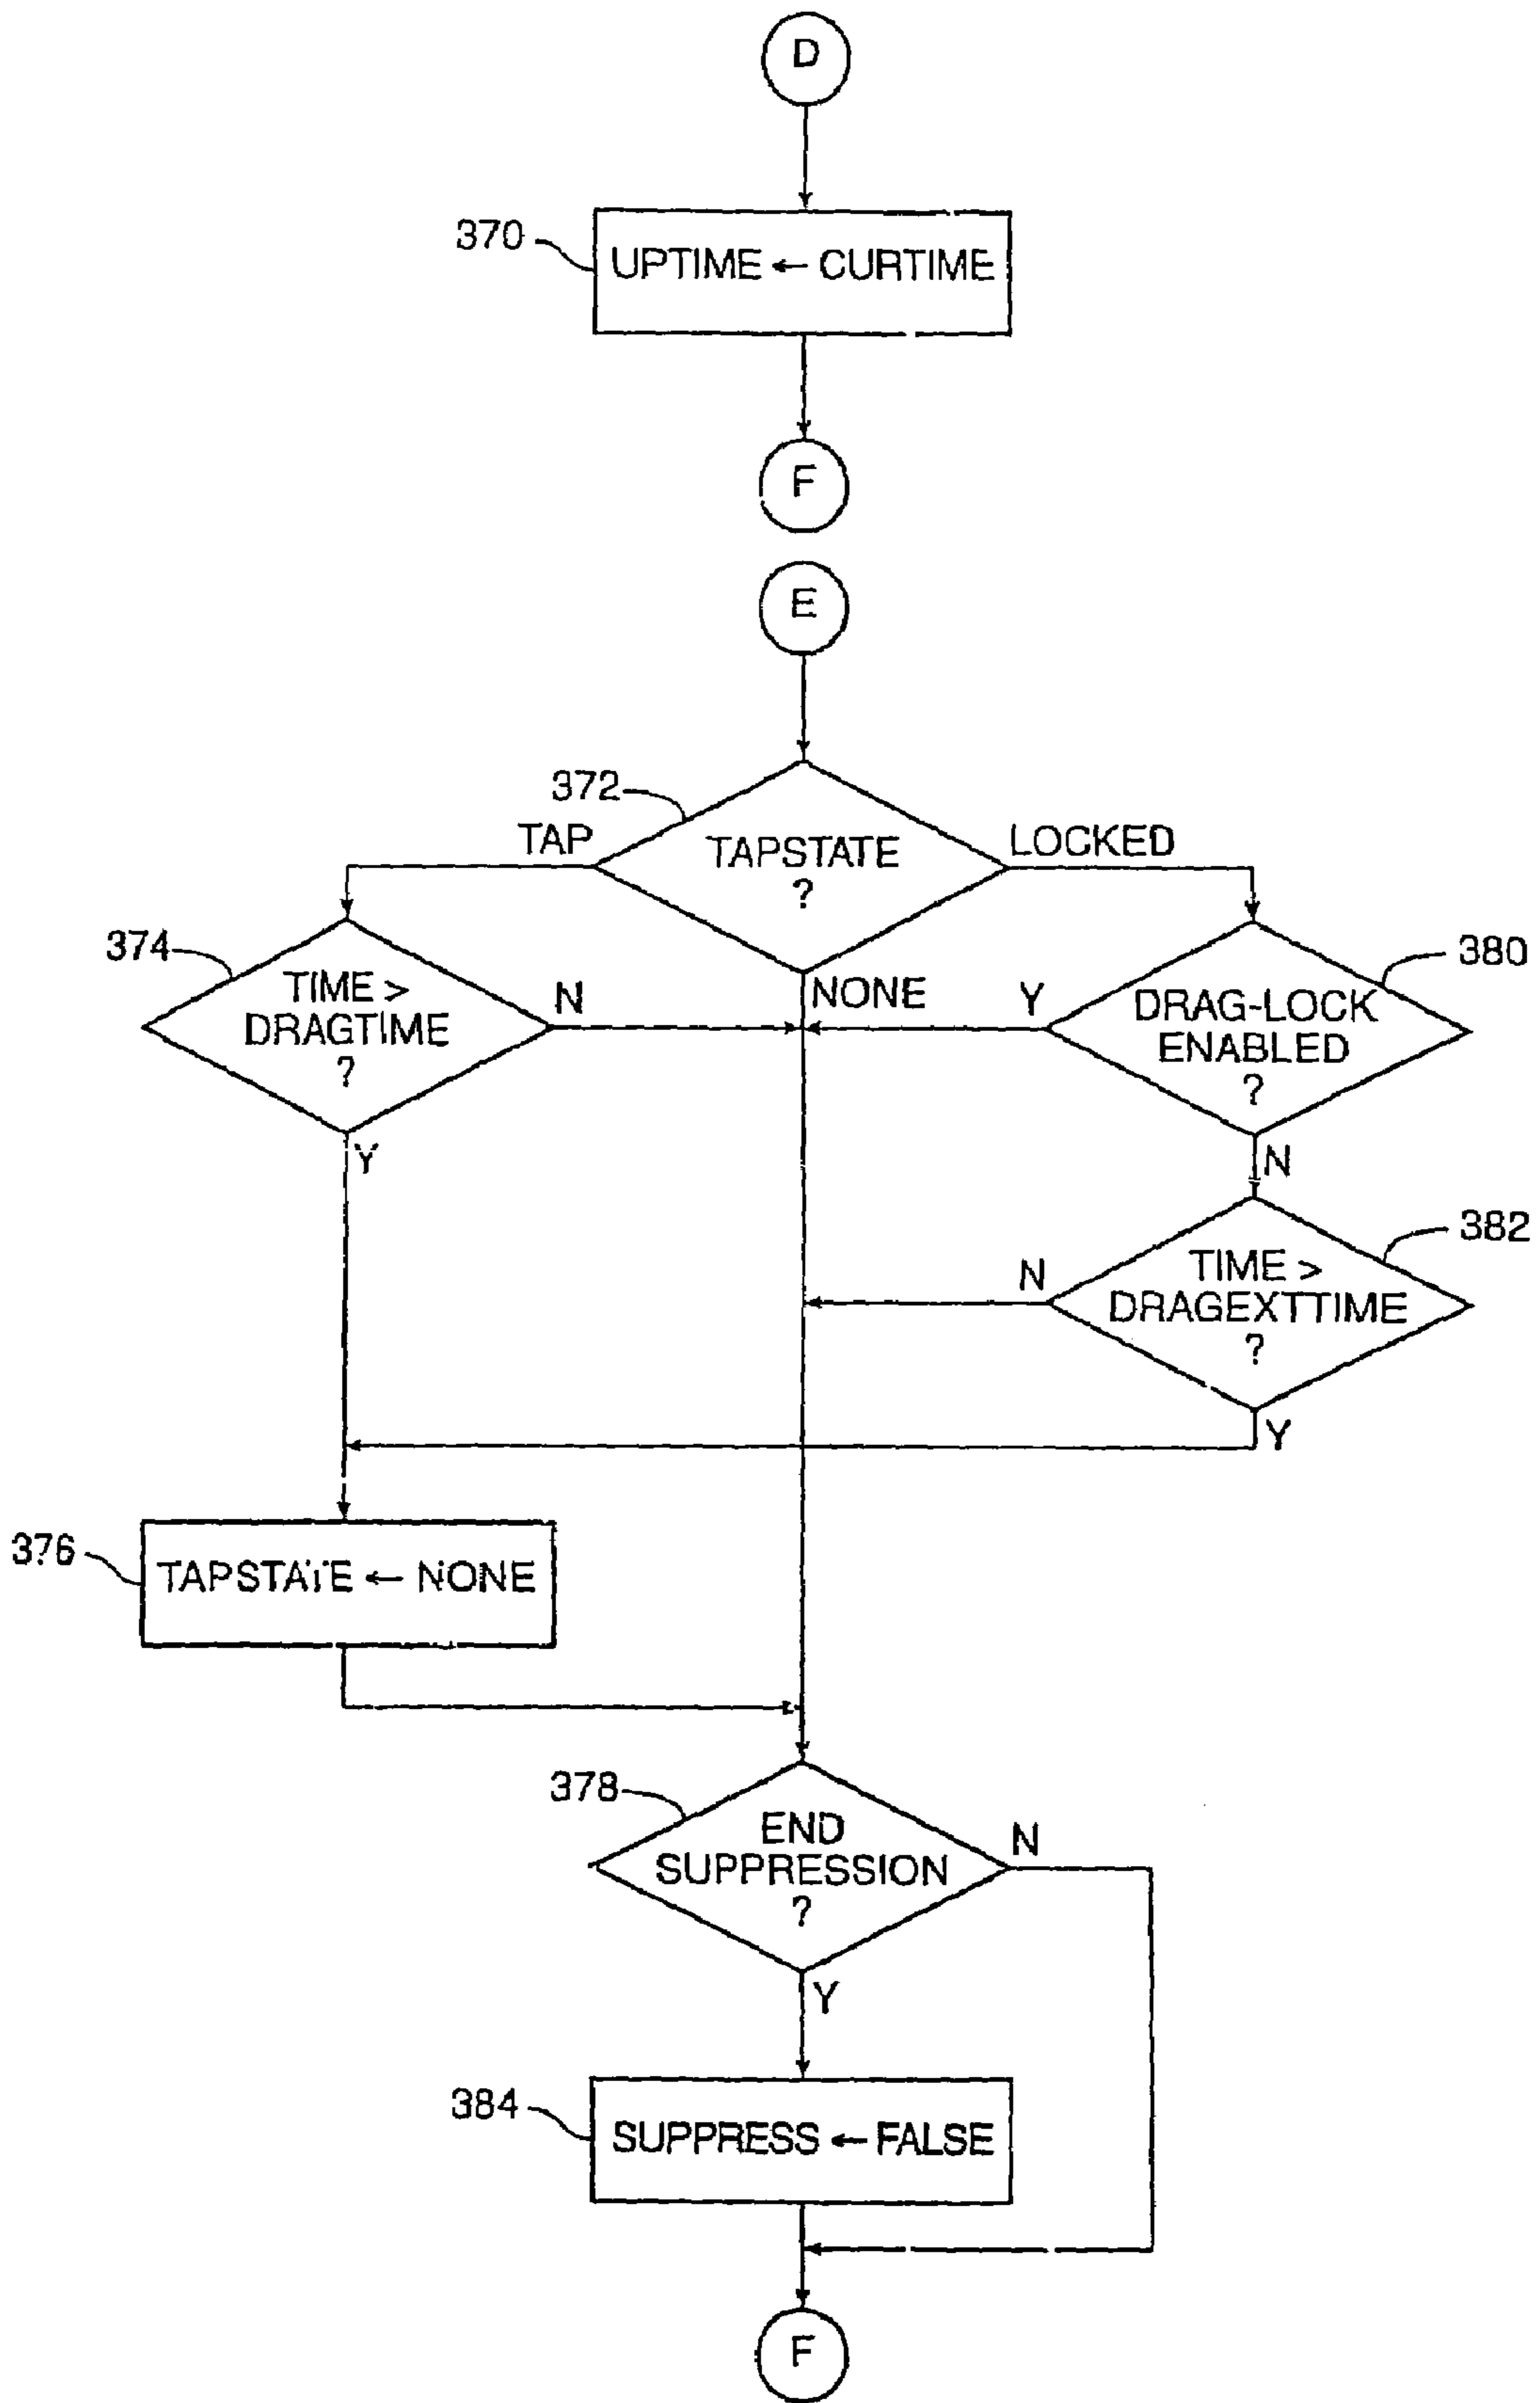 D
370
UPTIME ← CURTIME
F
E
372
TAP
TAPSTATE
?
LOCKED
374
TIME >
DRAGTIME
?
N
NONE
Y
380
DRAG-LOCK
ENABLED
?
Y
N
382
N
TIME >
DRAGEXTTIME
?
Y
376
TAPSTATE ← NONE
378
END
SUPPRESSION
?
N
Y
384
SUPPRESS ← FALSE
F